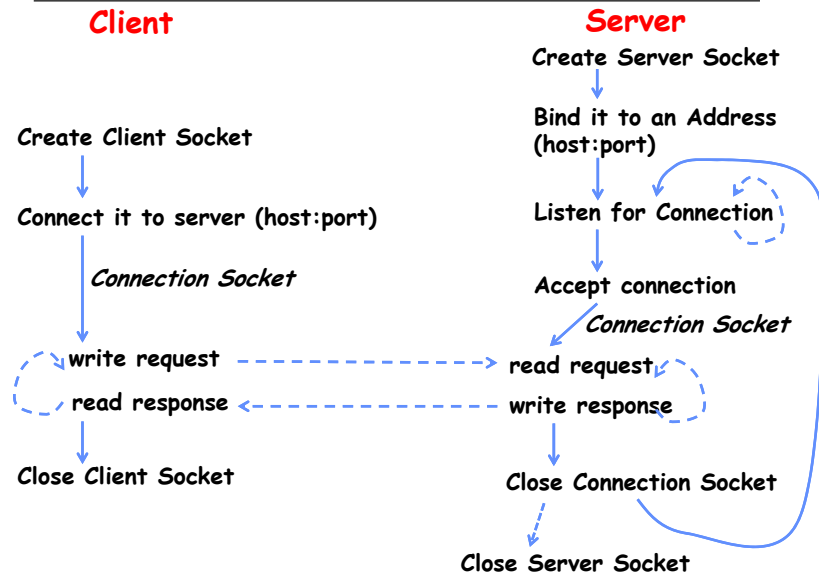 Client
Create Client Socket
Connect it to server (host:port)
Connection Socket
write request
read response
Close Client Socket
Server
Create Server Socket
Bind it to an Address
(host:port)
Listen for Connection
Accept connection
Connection Socket
read request
write response
Close Connection Socket
Close Server Socket